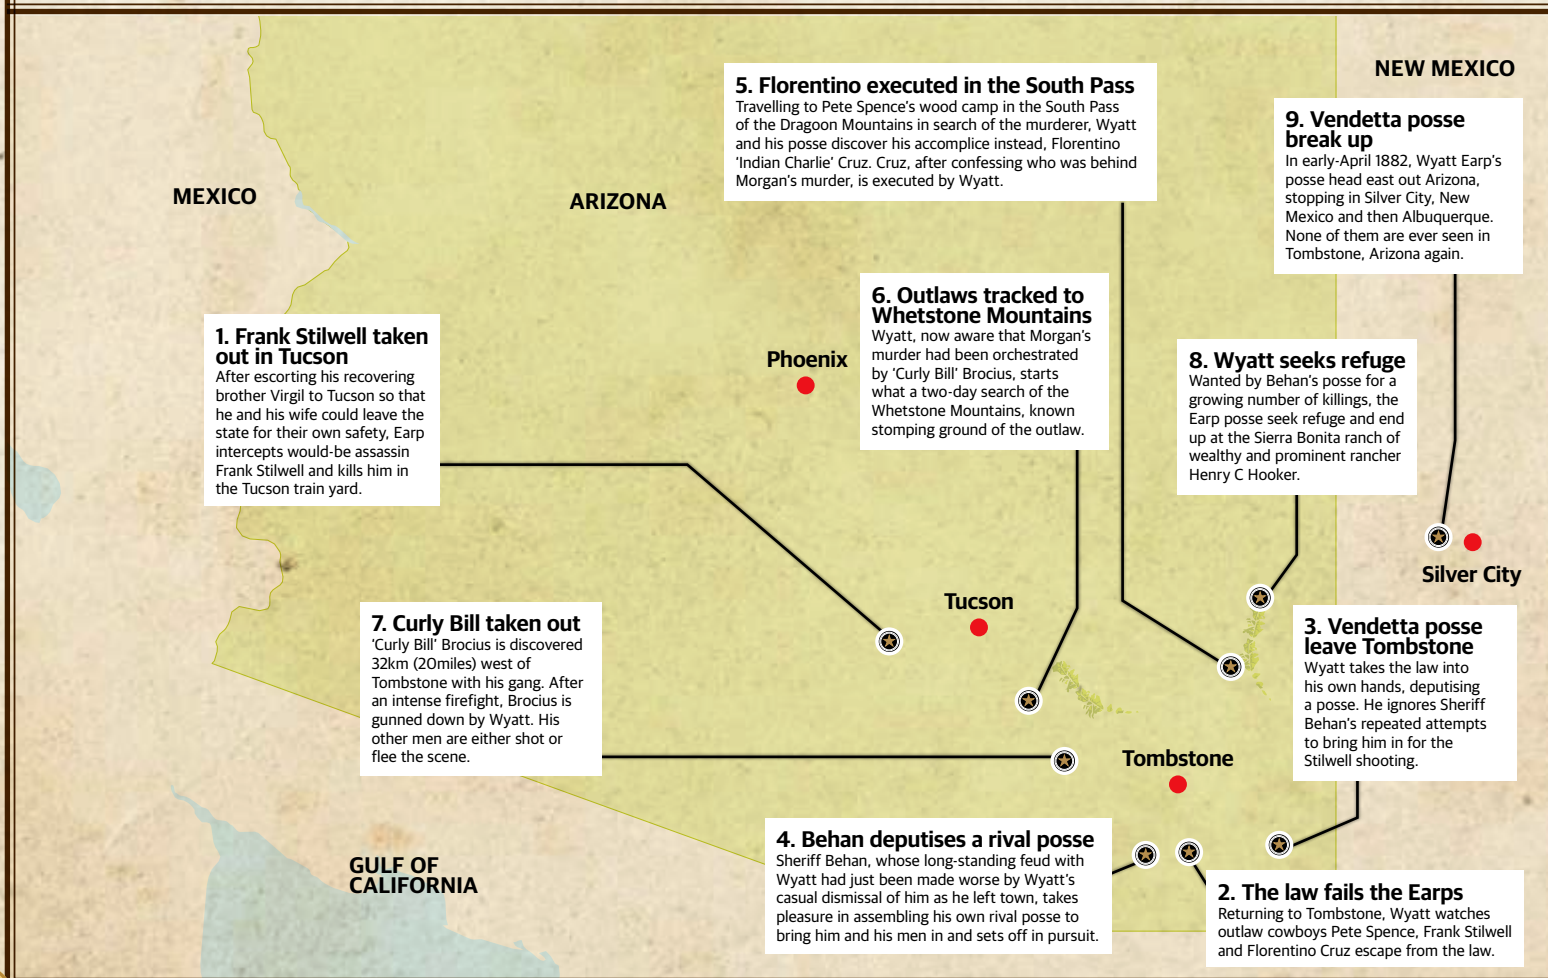 NEW MEXICO
MEXICO
ARIZONA
Phoenix
Tucson
Tombstone
Silver City
GULF OF
CALIFORNIA
1. Frank Stilwell taken
out in Tucson
After escorting his recovering
brother Virgil to Tucson so that
he and his wife could leave the
state for their own safety, Earp
intercepts would-be assassin
Frank Stilwell and kills him in
the Tucson train yard.
2. The law fails the Earps
Returning to Tombstone, Wyatt watches
outlaw cowboys Pete Spence, Frank Stilwell
and Florentino Cruz escape from the law.
3. Vendetta posse
leave Tombstone
Wyatt takes the law into
his own hands, deputising
a posse. He ignores Sheriff
Behan's repeated attempts
to bring him in for the
Stilwell shooting.
4. Behan deputises a rival posse
Sheriff Behan, whose long-standing feud with
Wyatt had just been made worse by Wyatt's
casual dismissal of him as he left town, takes
pleasure in assembling his own rival posse to
bring him and his men in and sets off in pursuit.
5. Florentino executed in the South Pass
Travelling to Pete Spence's wood camp in the South Pass
of the Dragoon Mountains in search of the murderer, Wyatt
and his posse discover his accomplice instead, Florentino
‘Indian Charlie’ Cruz. Cruz, after confessing who was behind
Morgan's murder, is executed by Wyatt.
6. Outlaws tracked to
Whetstone Mountains
Wyatt, now aware that Morgan's
murder had been orchestrated
by ‘Curly Bill’ Brocius, starts
what a two-day search of the
Whetstone Mountains, known
stomping ground of the outlaw.
7. Curly Bill taken out
‘Curly Bill’ Brocius is discovered
32km (20miles) west of
Tombstone with his gang. After
an intense firefight, Brocius is
gunned down by Wyatt. His
other men are either shot or
flee the scene.
8. Wyatt seeks refuge
Wanted by Behan's posse for a
growing number of killings, the
Earp posse seek refuge and end
up at the Sierra Bonita ranch of
wealthy and prominent rancher
Henry C Hooker.
9. Vendetta posse
break up
In early-April 1882, Wyatt Earp's
posse head east out Arizona,
stopping in Silver City, New
Mexico and then Albuquerque.
None of them are ever seen in
Tombstone, Arizona again.